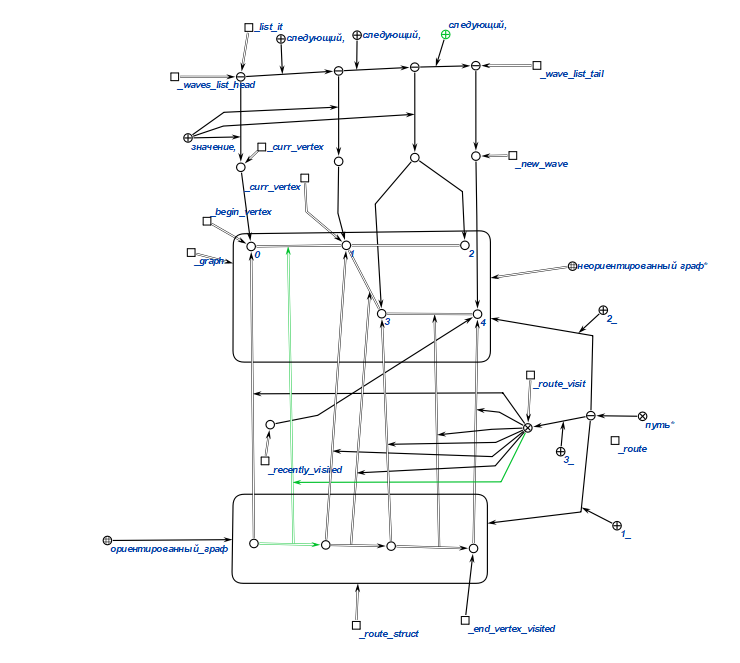 _list_it
следующий,
следующий,
следующий,
_waves_list_head
_wave_list_tail
значение,
_curr_vertex
_new_wave
_curr_vertex
_begin_vertex
0
1
2
_graph
неориентированный граф*
3
4
2_
_route_visit
путь*
_route
3_
_recently_visited
ориентированный_граф
1_
_route_struct
_end_vertex_visited